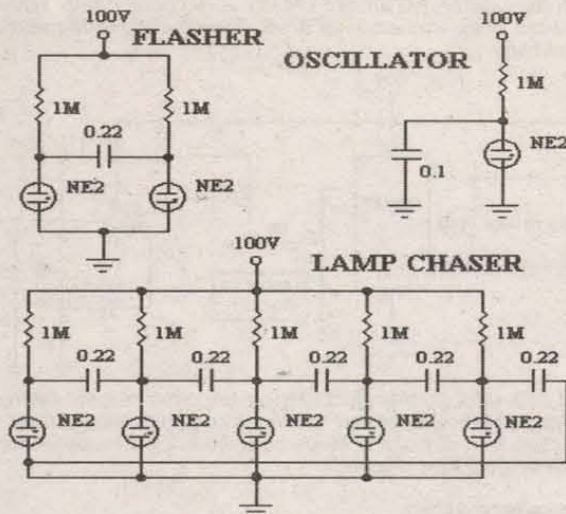 100V
FLASHER
1M
1M
0.22
NE2
NE2
100V
OSCILLATOR
1M
0.1
NE2
100V
LAMP CHASER
1M
1M
1M
1M
1M
0.22
0.22
0.22
0.22
0.22
NE2
NE2
NE2
NE2
NE2